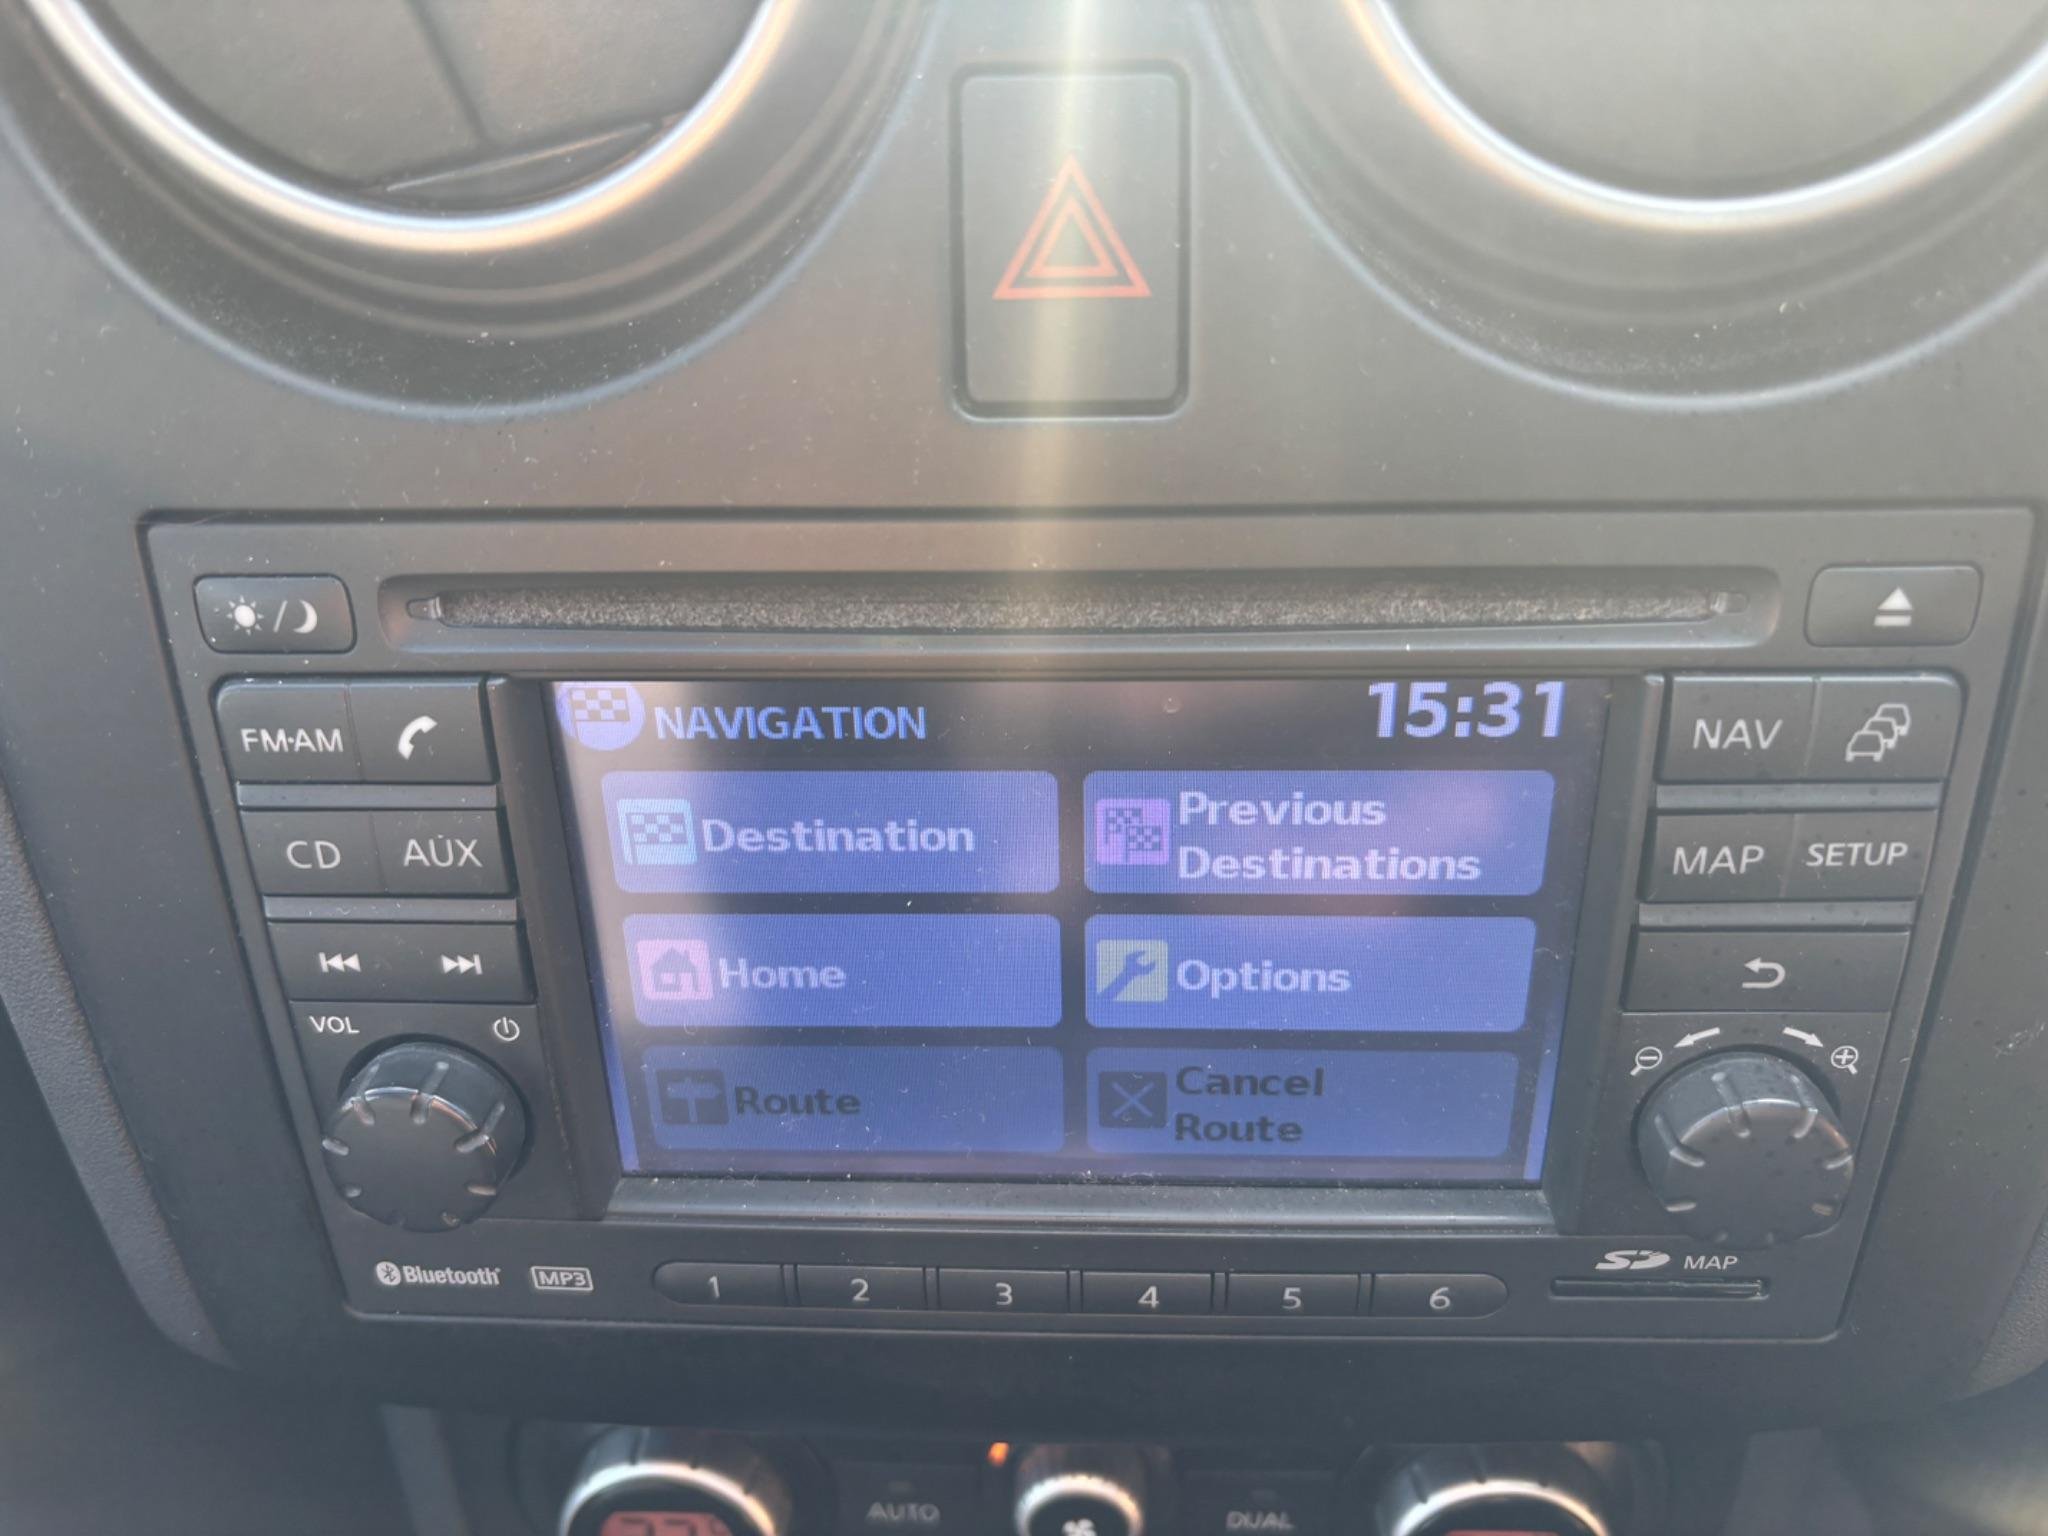 FM·AM
CD
AUX
VOL
NAVIGATION
15:31
Destination
Previous
Destinations
Home
Options
Route
Cancel
Route
NAV
MAP
SETUP
Bluetooth
MP3
1
2
3
4
5
6
SD MAP
AUTO
DUAL